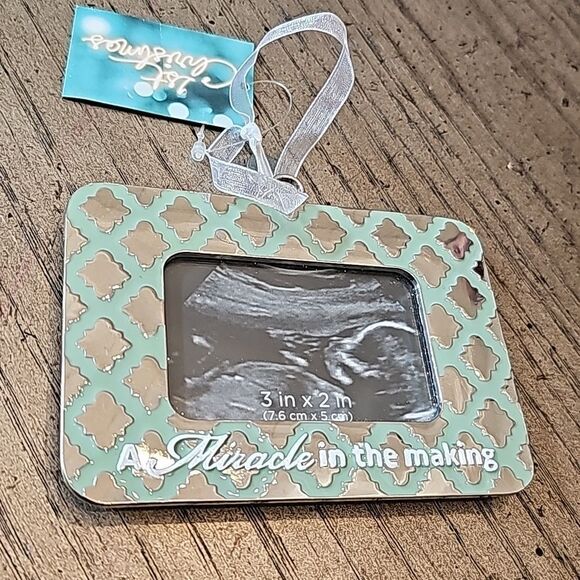 1st
Christmas
3 in x 2 in
(7.6 cm x 5 cm)
A Miracle in the making